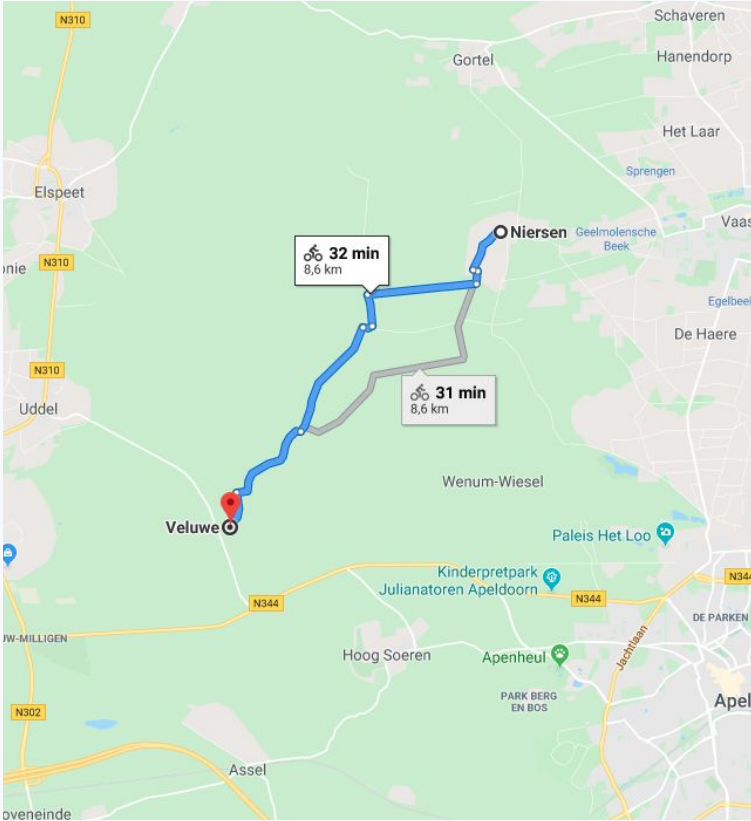 N310
Schaveren
Gortel
Hanendorp
Het Laar
Sprengen
Elspeet
Niersen
Geelmolensche
Beek
Vaas
32 min
8,6 km
onie
N310
Egelbeek
De Haere
N310
31 min
8,6 km
Uddel
Wenum-Wiesel
Veluwe
Paleis Het Loo
Kinderpretpark
Julianatoren Apeldoorn
N344
N344
N344
DE PARKEN
UW-MILLIGEN
Hoog Soeren
Apenheul
Jachtlaan
PARK BERG
EN BOS
Apel
N302
Assel
oveneinde